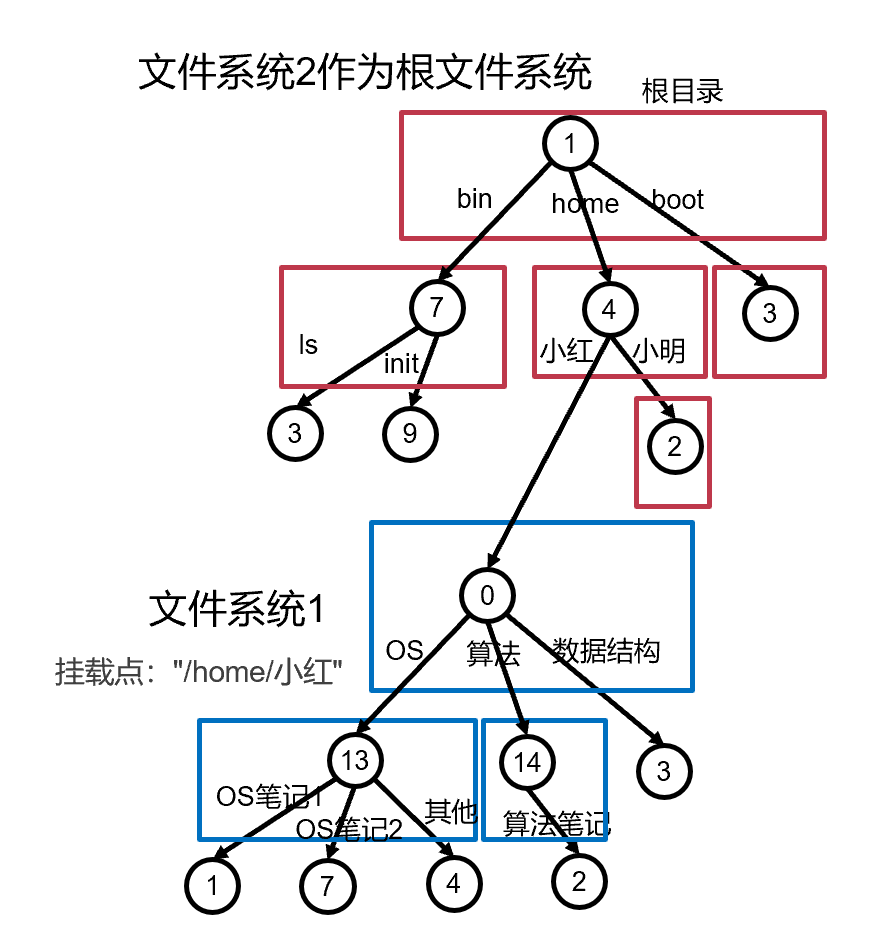 文件系统2作为根文件系统
根目录
1
bin
home
boot
7
4
3
ls
init
小红
小明
3
9
2
文件系统1
挂载点："/home/小红"
0
OS
算法
数据结构
13
14
3
OS笔记1
OS笔记2
其他
算法笔记
1
7
4
2